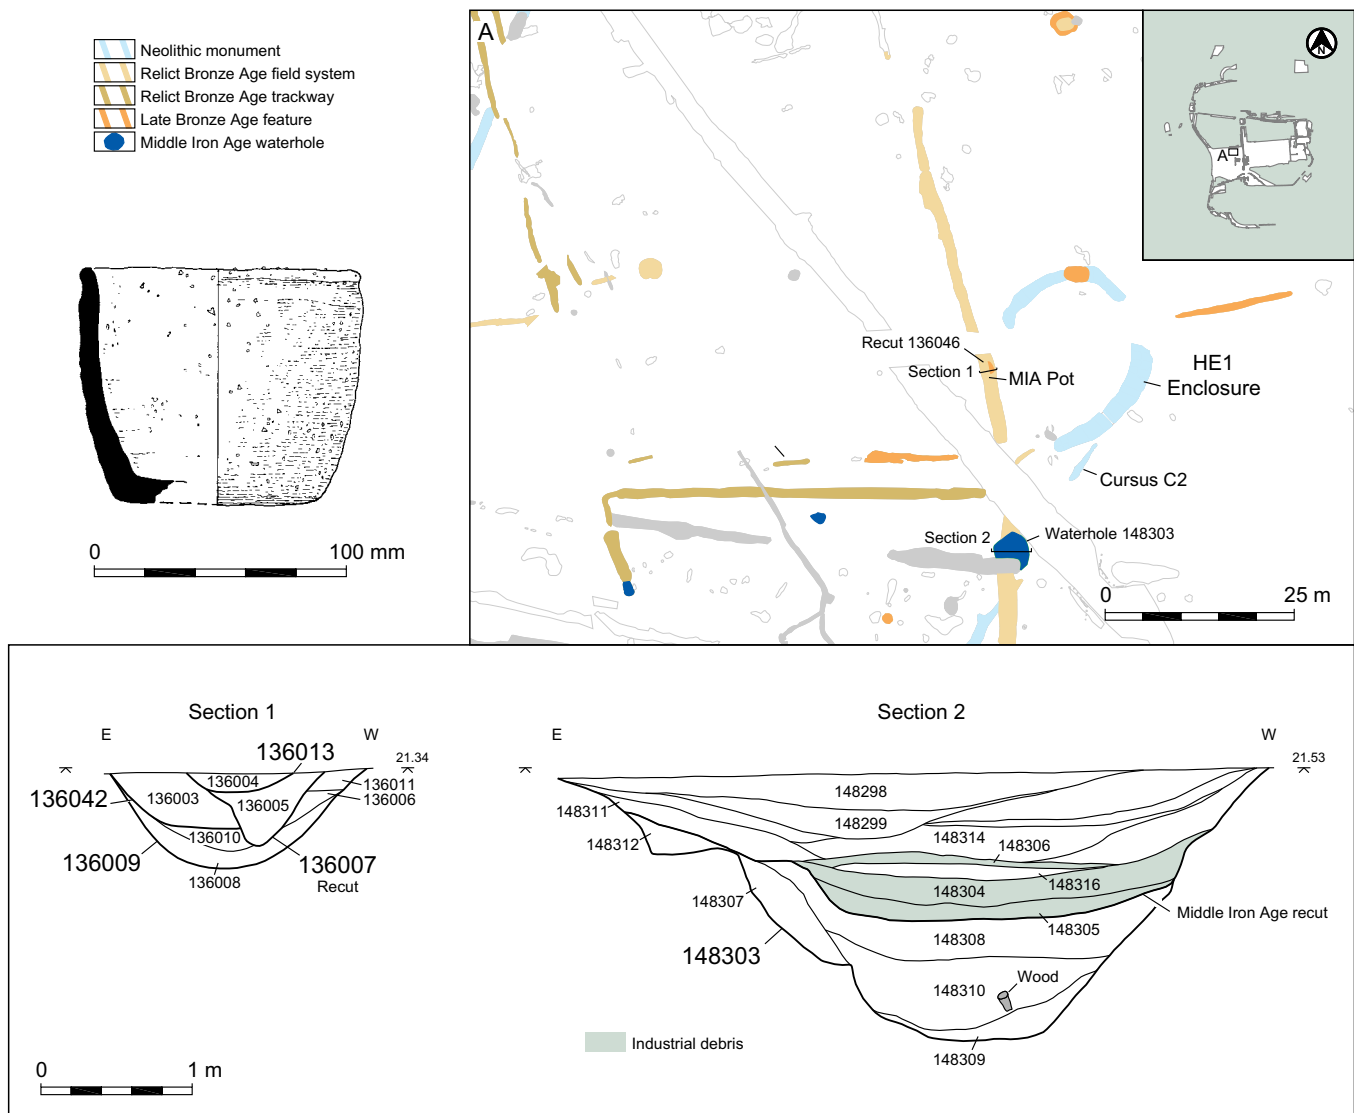 Neolithic monument
Relict Bronze Age field system
Relict Bronze Age trackway
Late Bronze Age feature
Middle Iron Age waterhole
0 100 mm
A
N
A
Recut 136046
Section 1
MIA Pot
HE1
Enclosure
Cursus C2
Section 2
Waterhole 148303
0 25 m
Section 1
E W
21.34
136013
136004
136011
136006
136003
136005
136042
136010
136009
136007
Recut
136008
0 1 m
Section 2
E W
21.53
148298
148311
148299
148314
148306
148312
148304
148316
148307
Middle Iron Age recut
148305
148308
148303
Wood
148310
Industrial debris
148309